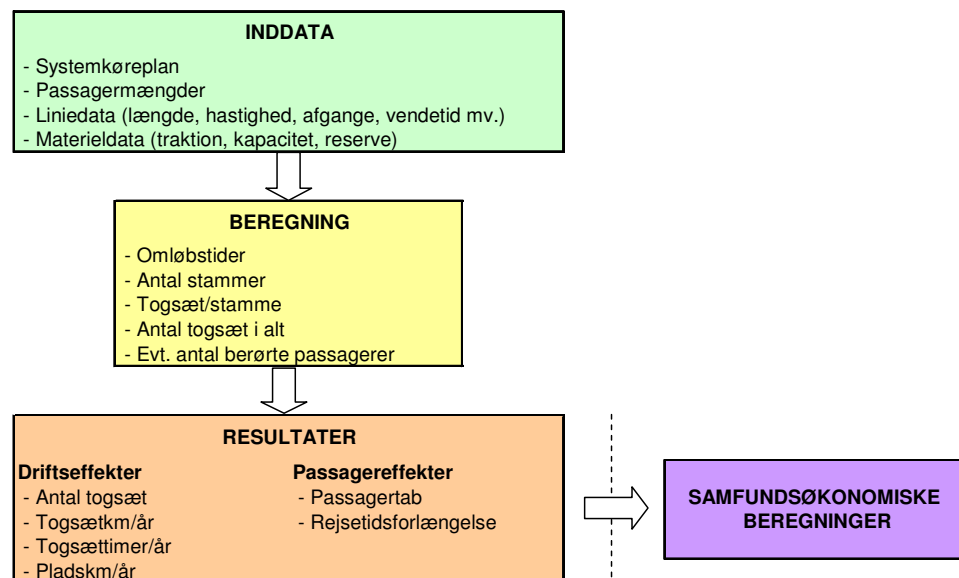 INDDATA
- Systemkøreplan
- Passagermængder
- Liniedata (længde, hastighed, afgange, vendetid mv.)
- Materieldata (traktion, kapacitet, reserve)
BEREGNING
- Omløbstider
- Antal stammer
- Togsæt/stamme
- Antal togsæt i alt
- Evt. antal berørte passagerer
RESULTATER
Driftseffekter
- Antal togsæt
- Togsætkm/år
- Togsættimer/år
- Pladskm/år
Passagereffekter
- Passagertab
- Rejsetidsforlængelse
SAMFUNDSØKONOMISKE
BEREGNINGER